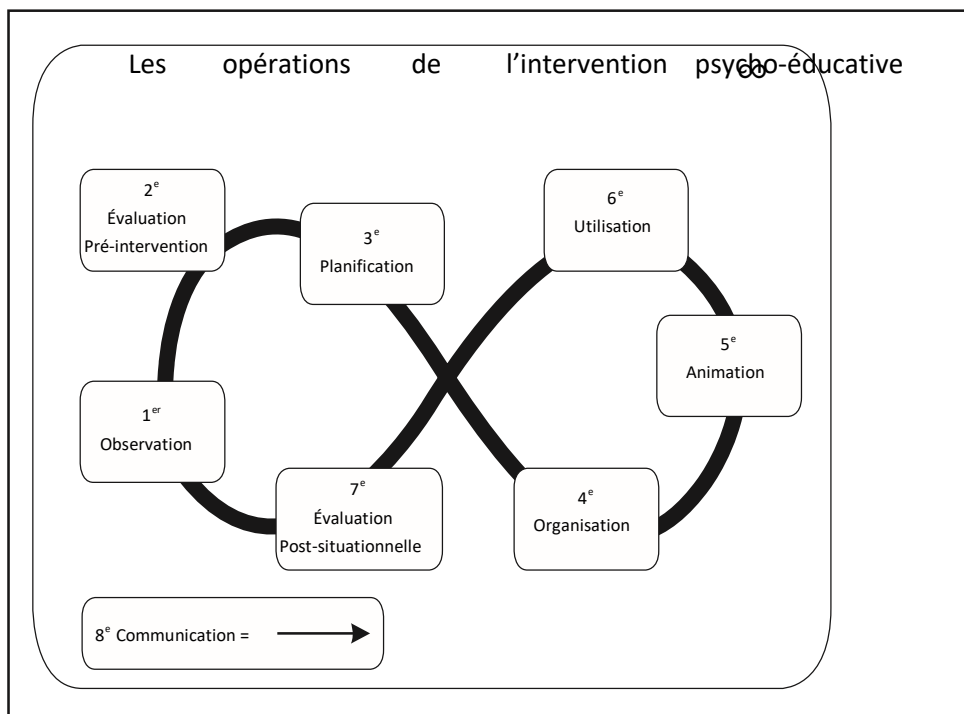 Les opérations de l’intervention psycho-éducative
∞
2e
Évaluation
Pré-intervention
3e
Planification
6e
Utilisation
5e
Animation
1er
Observation
7e
Évaluation
Post-situationnelle
4e
Organisation
8e Communication =